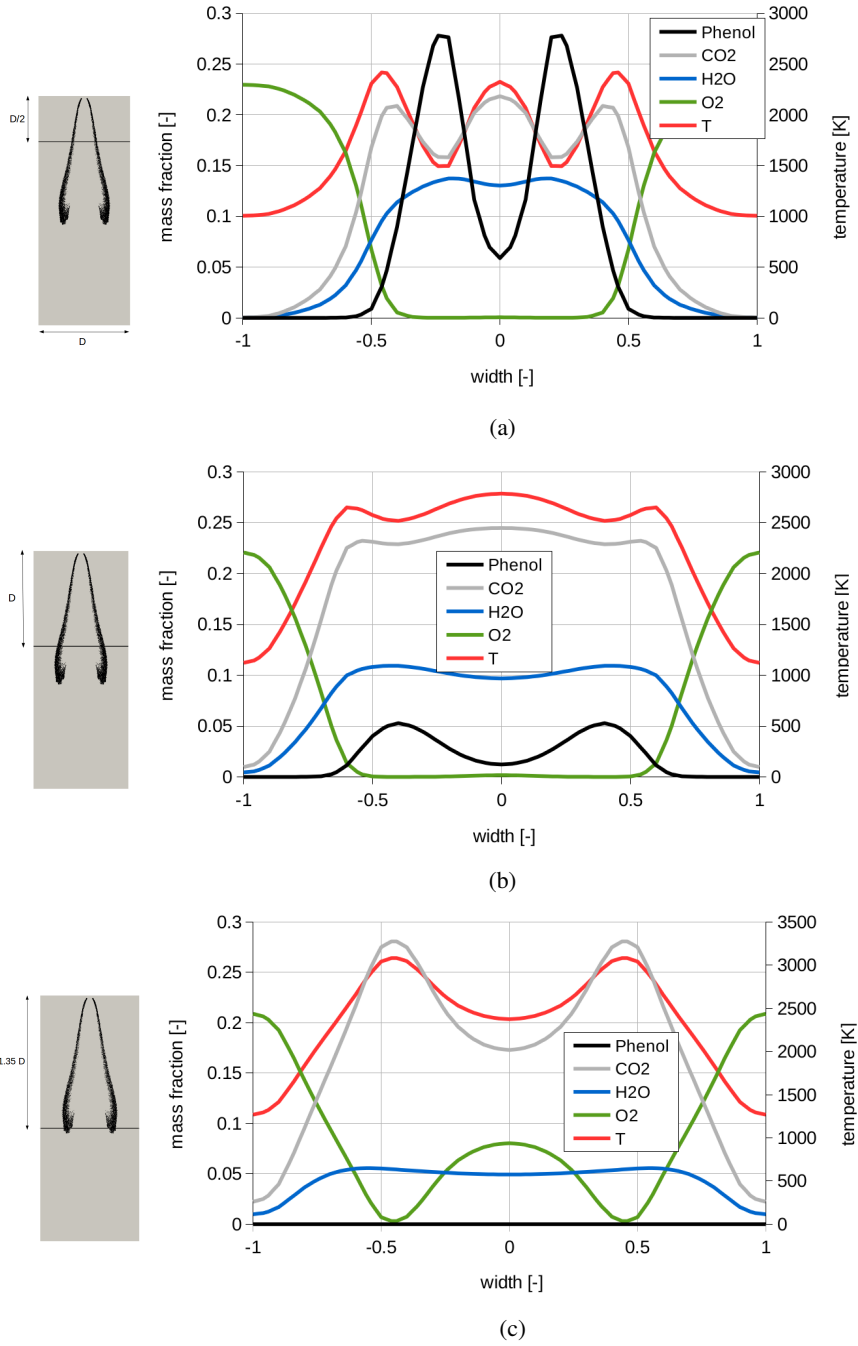 0.3
0.25
0.2
0.15
0.1
0.05
0
mass fraction [-]
3000
2500
2000
1500
1000
500
0
temperature [K]
-1
-0.5
0
0.5
1
width [-]
Phenol
CO2
H2O
O2
T
D/2
D
(a)
0.3
0.25
0.2
0.15
0.1
0.05
0
mass fraction [-]
3000
2500
2000
1500
1000
500
0
temperature [K]
-1
-0.5
0
0.5
1
width [-]
Phenol
CO2
H2O
O2
T
D
(b)
0.3
0.25
0.2
0.15
0.1
0.05
0
mass fraction [-]
3500
3000
2500
2000
1500
1000
500
0
temperature [K]
-1
-0.5
0
0.5
1
width [-]
Phenol
CO2
H2O
O2
T
1.35 D
(c)